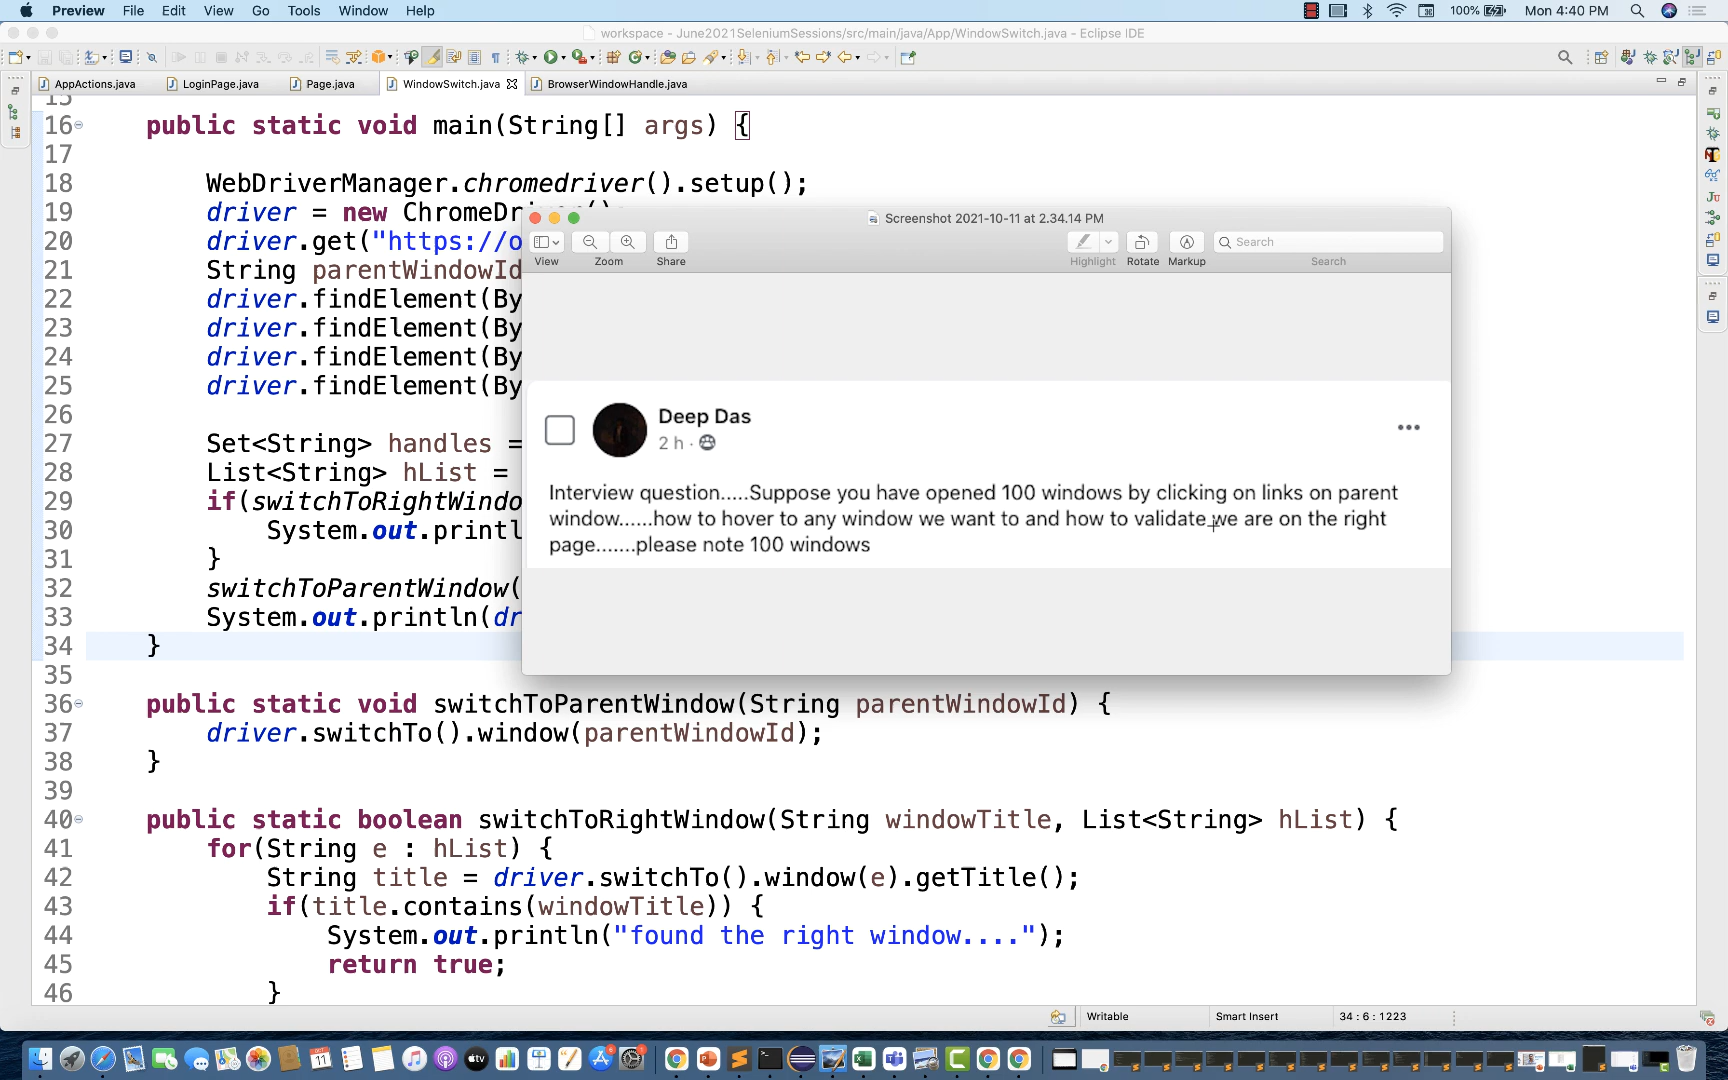 Preview File Edit View Go Tools Window Help 100% Mon 4:40 PM
workspace - June2021SeleniumSessions/src/main/java/App/WindowSwitch.java - Eclipse IDE
AppActions.java LoginPage.java Page.java WindowSwitch.java BrowserWindowHandle.java
15
16 public static void main(String[] args) {
17
18 WebDriverManager.chromedriver().setup();
19 driver = new ChromeDr
20 driver.get("https://o
21 String parentWindowId
22 driver.findElement(By
23 driver.findElement(By
24 driver.findElement(By
25 driver.findElement(By
26
27 Set<String> handles =
28 List<String> hList =
29 if(switchToRightWindo
30 System.out.printl
31 }
32 switchToParentWindow(
33 System.out.println(dr
34 }
35
36 public static void switchToParentWindow(String parentWindowId) {
37 driver.switchTo().window(parentWindowId);
38 }
39
40 public static boolean switchToRightWindow(String windowTitle, List<String> hList) {
41 for(String e : hList) {
42 String title = driver.switchTo().window(e).getTitle();
43 if(title.contains(windowTitle)) {
44 System.out.println("found the right window....");
45 return true;
46 }
Screenshot 2021-10-11 at 2.34.14 PM
Search
View Zoom Share Highlight Rotate Markup Search
Deep Das
2 h ·
Interview question.....Suppose you have opened 100 windows by clicking on links on parent
window......how to hover to any window we want to and how to validate we are on the right
page.......please note 100 windows
Writable Smart Insert 34 : 6 : 1223